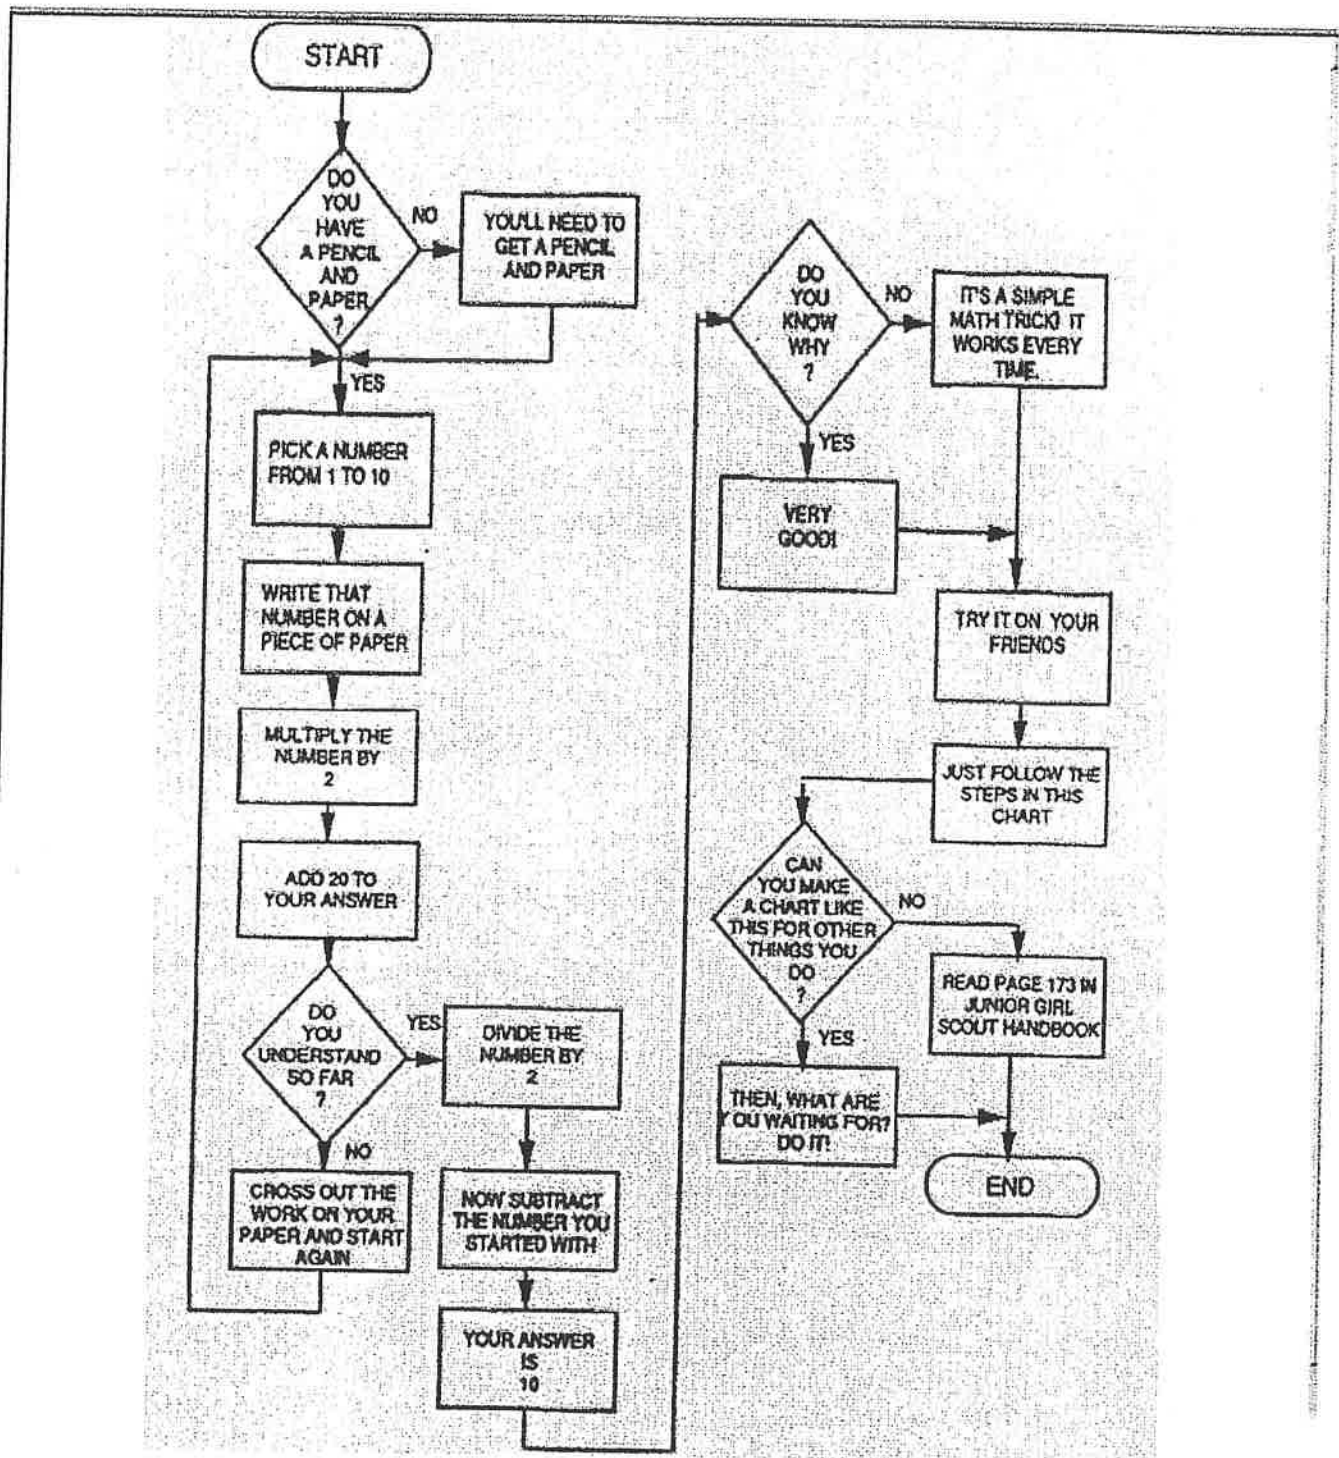 START
DO
YOU
HAVE
A PENCIL
AND
PAPER
?
NO
YOU'LL NEED TO
GET A PENCIL
AND PAPER
YES
PICK A NUMBER
FROM 1 TO 10
WRITE THAT
NUMBER ON A
PIECE OF PAPER
MULTIPLY THE
NUMBER BY
2
ADD 20 TO
YOUR ANSWER
DO
YOU
UNDERSTAND
SO FAR
?
NO
CROSS OUT THE
WORK ON YOUR
PAPER AND START
AGAIN
YES
DIVIDE THE
NUMBER BY
2
NOW SUBTRACT
THE NUMBER YOU
STARTED WITH
YOUR ANSWER
IS
10
DO
YOU
KNOW
WHY
?
NO
IT'S A SIMPLE
MATH TRICK! IT
WORKS EVERY
TIME.
YES
VERY
GOOD!
TRY IT ON YOUR
FRIENDS
JUST FOLLOW THE
STEPS IN THIS
CHART
CAN
YOU MAKE
A CHART LIKE
THIS FOR OTHER
THINGS YOU
DO
?
NO
READ PAGE 173 IN
JUNIOR GIRL
SCOUT HANDBOOK
YES
THEN, WHAT ARE
YOU WAITING FOR?
DO IT!
END